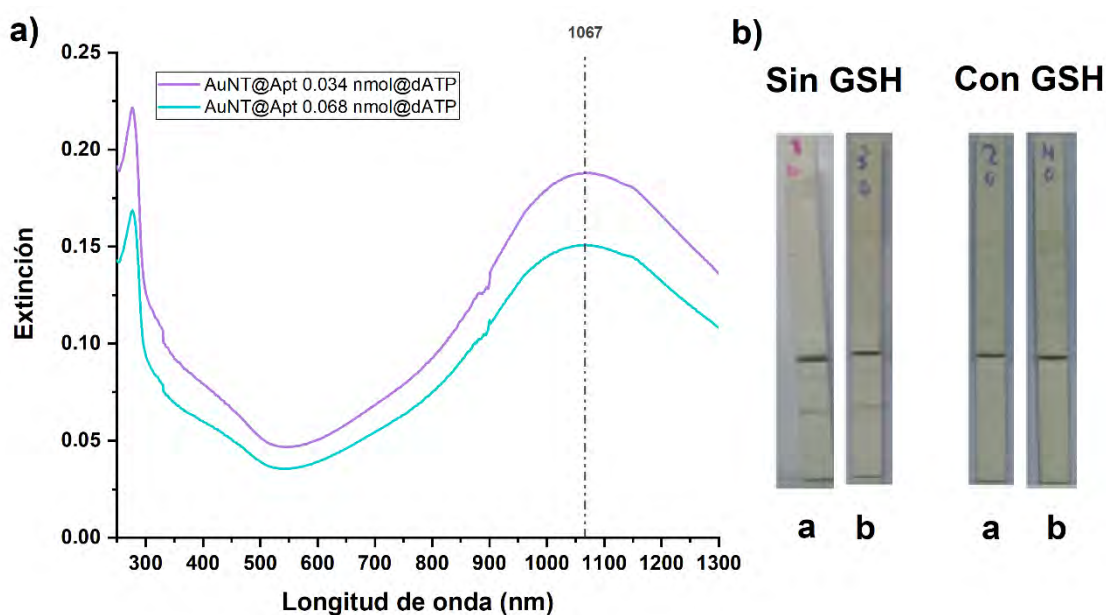 a)
1067
0.25
AuNT@Apt 0.034 nmol@dATP
AuNT@Apt 0.068 nmol@dATP
0.20
0.15
0.10
0.05
0.00
Extinción
300 400 500 600 700 800 900 1000 1100 1200 1300
Longitud de onda (nm)
b)
Sin GSH
Con GSH
a b a b